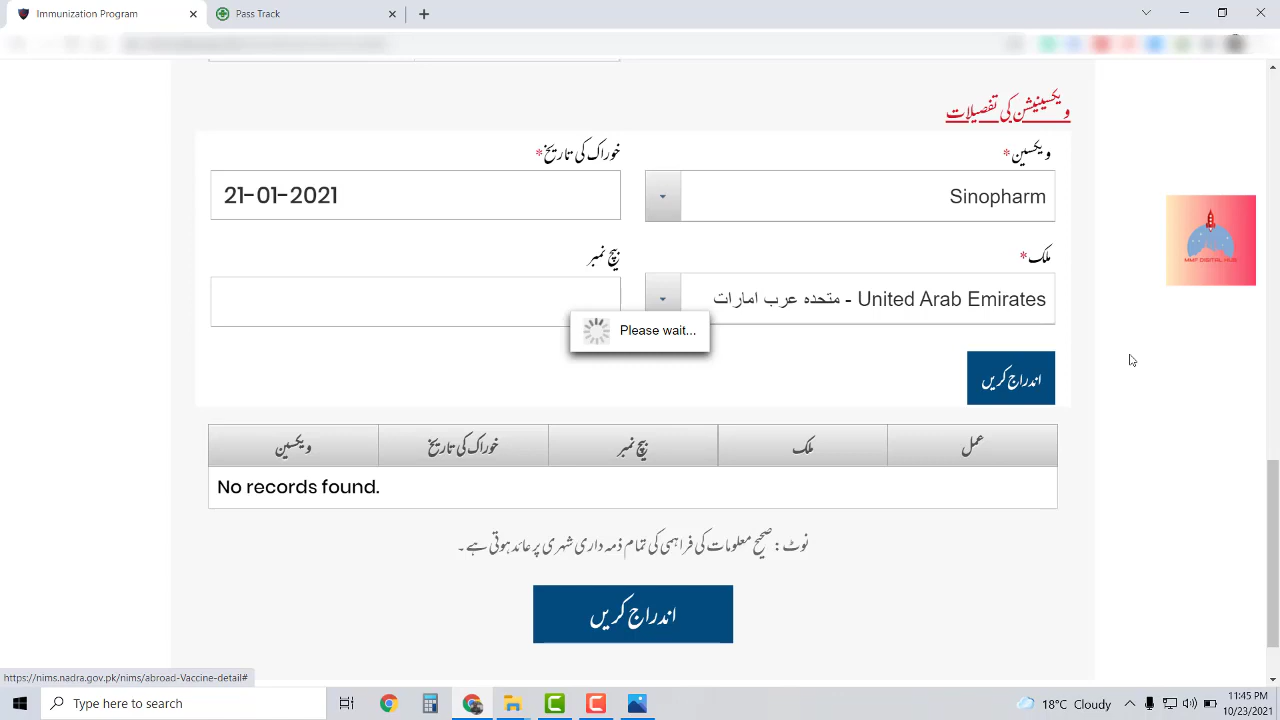 Immunization Program
Pass Track
ویکسینیشن کی تفصیلات
ویکسین*
خوراک کی تاریخ*
Sinopharm
21-01-2021
ملک*
بیچ نمبر
United Arab Emirates - متحدہ عرب امارات
Please wait...
اندراج کریں
عمل
ملک
بیچ نمبر
خوراک کی تاریخ
ویکسین
No records found.
نوٹ: صحیح معلومات کی فراہمی کی تمام ذمہ داری شہری پر عائد ہوتی ہے۔
اندراج کریں
MMF DIGITAL HUB
https://nims.nadra.gov.pk/nims/abroad-Vaccine-detail#
Type here to search
18°C Cloudy
11:45 PM
10/23/2021